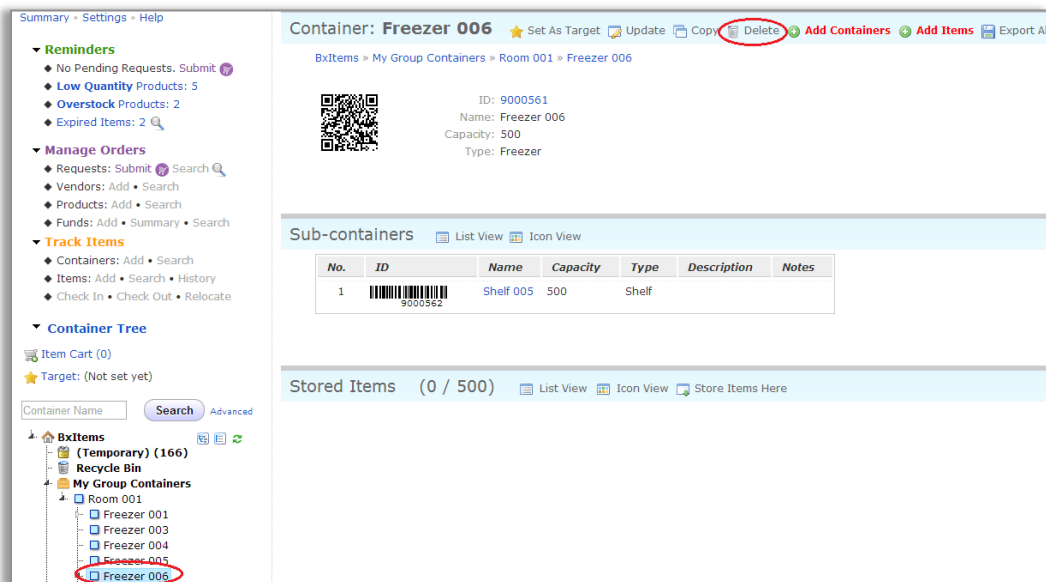 Summary • Settings • Help
Reminders
No Pending Requests. Submit
Low Quantity Products: 5
Overstock Products: 2
Expired Items: 2
Manage Orders
Requests: Submit Search
Vendors: Add • Search
Products: Add • Search
Funds: Add • Summary • Search
Track Items
Containers: Add • Search
Items: Add • Search • History
Check In • Check Out • Relocate
Container Tree
Item Cart (0)
Target: (Not set yet)
Container Name Search Advanced
BxItems
(Temporary) (166)
Recycle Bin
My Group Containers
Room 001
Freezer 001
Freezer 003
Freezer 004
Freezer 005
Freezer 006
Container: Freezer 006 Set As Target Update Copy Delete Add Containers Add Items Export Al
BxItems » My Group Containers » Room 001 » Freezer 006
ID: 9000561
Name: Freezer 006
Capacity: 500
Type: Freezer
Sub-containers List View Icon View
No. ID Name Capacity Type Description Notes
1 9000562 Shelf 005 500 Shelf
Stored Items (0 / 500) List View Icon View Store Items Here